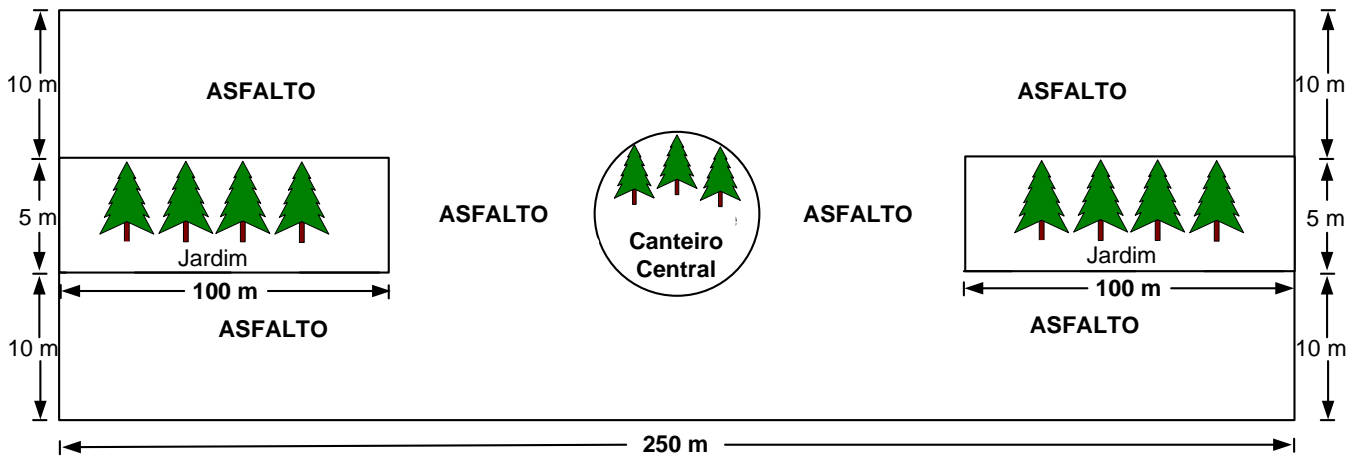 10 m
ASFALTO
ASFALTO
10 m
5 m
Jardim
ASFALTO
Canteiro
Central
ASFALTO
Jardim
5 m
100 m
100 m
10 m
ASFALTO
ASFALTO
10 m
250 m